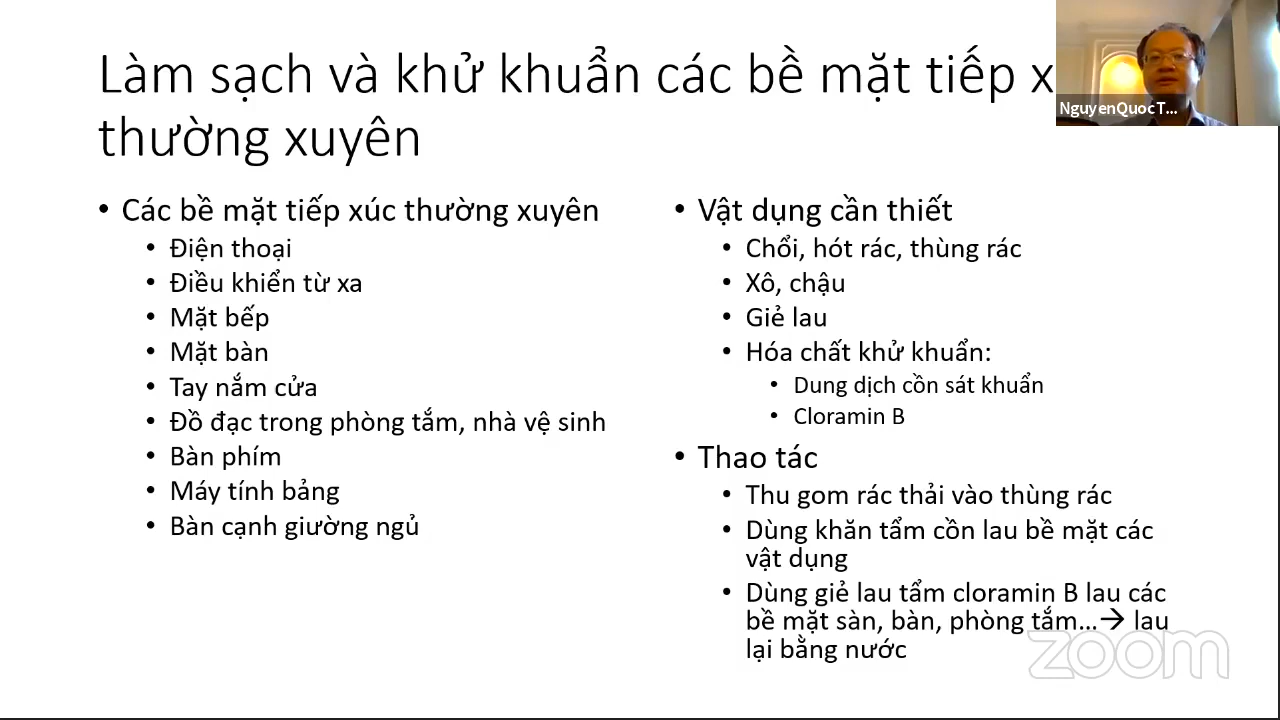 Làm sạch và khử khuẩn các bề mặt tiếp
thường xuyên
NguyenQuocT...
• Các bề mặt tiếp xúc thường xuyên
• Điện thoại
• Điều khiển từ xa
• Mặt bếp
• Mặt bàn
• Tay nắm cửa
• Đồ đạc trong phòng tắm, nhà vệ sinh
• Bàn phím
• Máy tính bảng
• Bàn cạnh giường ngủ
• Vật dụng cần thiết
• Chổi, hót rác, thùng rác
• Xô, chậu
• Giẻ lau
• Hóa chất khử khuẩn:
• Dung dịch cồn sát khuẩn
• Cloramin B
• Thao tác
• Thu gom rác thải vào thùng rác
• Dùng khăn tẩm cồn lau bề mặt các
vật dụng
• Dùng giẻ lau tẩm cloramin B lau các
bề mặt sàn, bàn, phòng tắm...→ lau
lại bằng nước
zoom